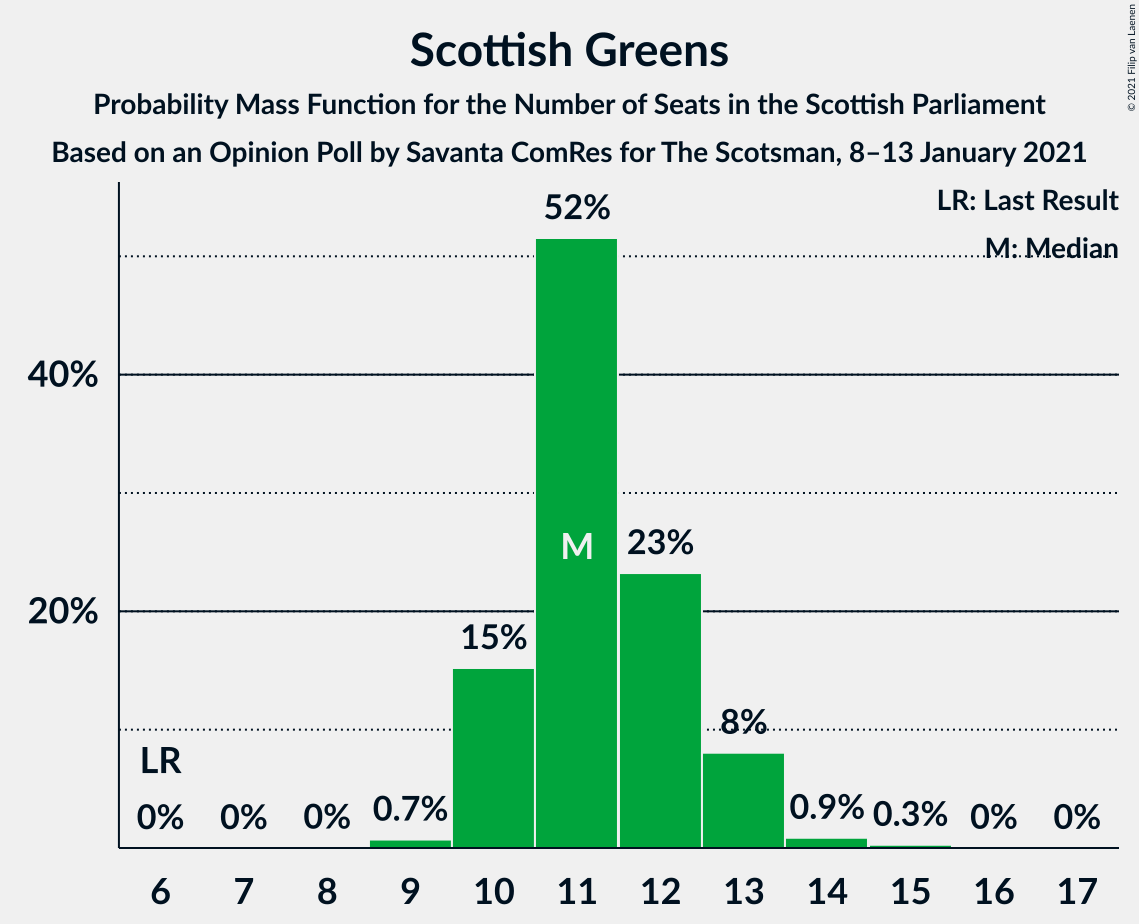 Scottish Greens
Probability Mass Function for the Number of Seats in the Scottish Parliament
Based on an Opinion Poll by Savanta ComRes for The Scotsman, 8–13 January 2021
© 2021 Filip van Laenen
LR: Last Result
M: Median
52%
40%
M
23%
20%
15%
8%
LR
0% 0% 0% 0.7% 0.9% 0.3% 0% 0%
6 7 8 9 10 11 12 13 14 15 16 17